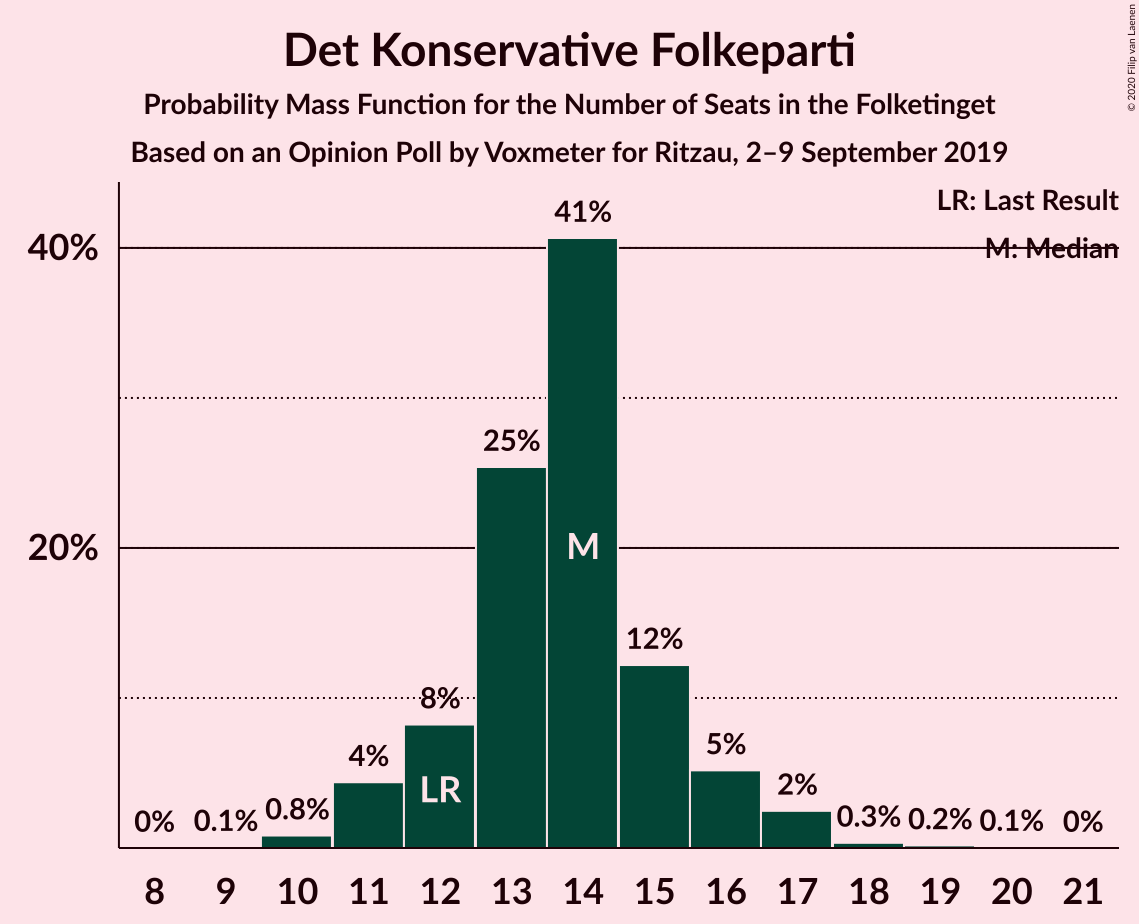 Det Konservative Folkeparti
Probability Mass Function for the Number of Seats in the Folketinget
Based on an Opinion Poll by Voxmeter for Ritzau, 2–9 September 2019
© 2020 Filip van Laenen
LR: Last Result
M: Median
40%
20%
0%
0.1%
0.8%
4%
8%
25%
41%
12%
5%
2%
0.3%
0.2%
0.1%
0%
LR
M
8 9 10 11 12 13 14 15 16 17 18 19 20 21